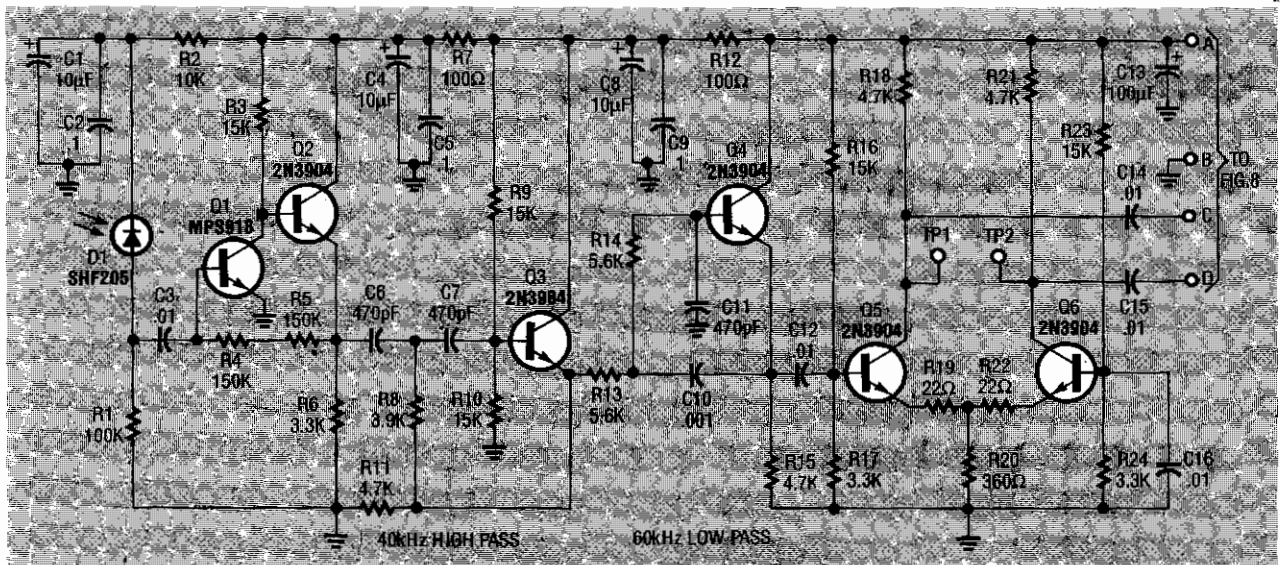 C1
10µF
C2
.1
R2
10K
R3
15K
Q2
2N3904
Q1
MPS918
D1
SHF205
C3
.01
R4
150K
R5
150K
R1
100K
R6
3.3K
C4
10µF
C5
.1
R7
100Ω
R9
15K
C6
470pF
C7
470pF
Q3
2N3904
R8
3.9K
R10
15K
R11
4.7K
40kHz HIGH PASS
C8
10µF
C9
.1
R12
100Ω
Q4
2N3904
R14
5.6K
C11
470pF
R13
5.6K
C10
.001
C12
.01
R15
4.7K
60kHz LOW-PASS
R16
15K
R17
3.3K
R18
4.7K
R21
4.7K
R23
15K
C13
100µF
TP1
TP2
Q5
2N3904
Q6
2N3904
R19
22Ω
R22
22Ω
R20
360Ω
R24
3.3K
C16
.01
C14
.01
C15
.01
A
B
C
D
TO
FIG.8